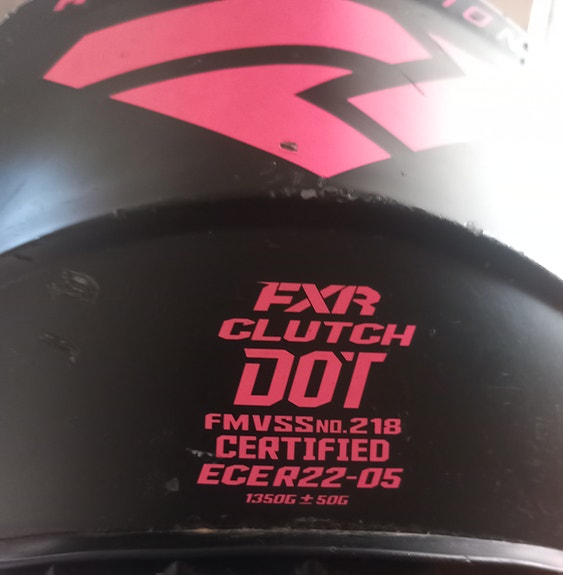 FXR
CLUTCH
DOT
FMVSS NO. 218
CERTIFIED
ECE R22-05
1350G ± 50G